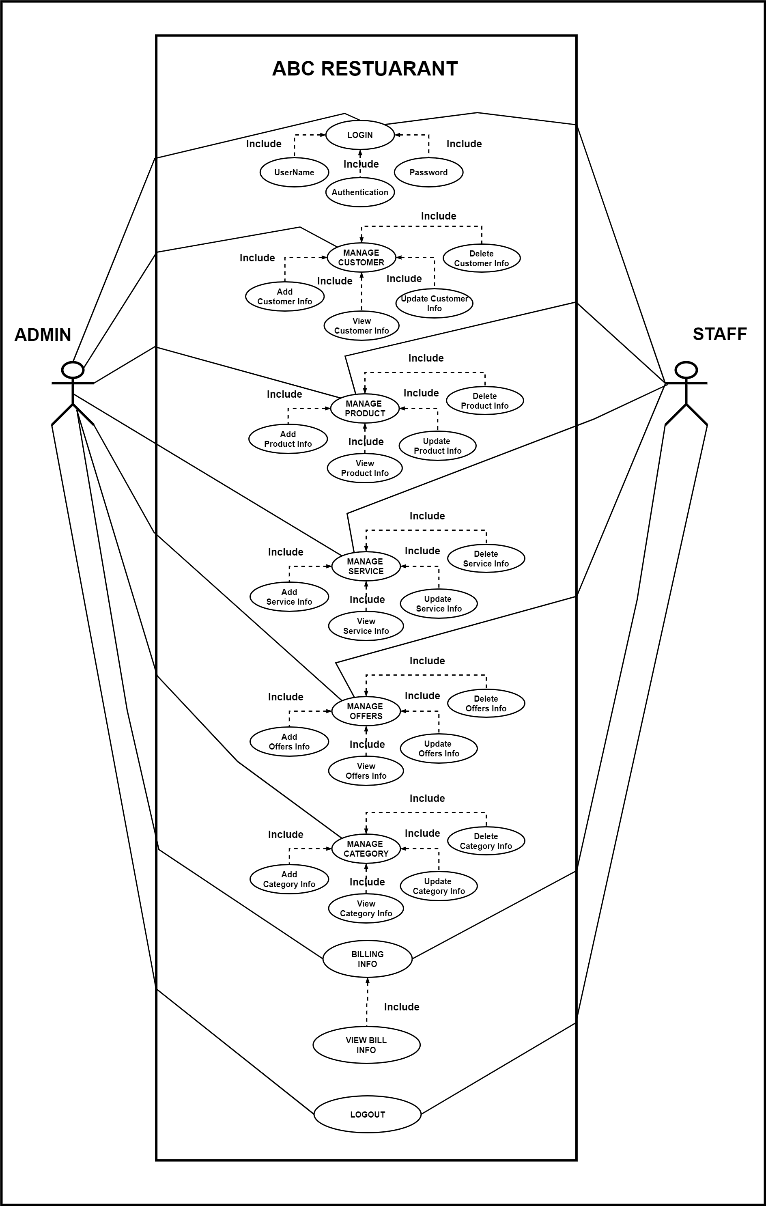 ABC RESTUARANT
LOGIN
Include
Include
Include
UserName
Password
Authentication
Include
MANAGE
CUSTOMER
Delete
Customer Info
Include
Include
Include
Add
Customer Info
Update Customer
Info
View
Customer Info
ADMIN
STAFF
Include
Include
Include
Delete
Product Info
MANAGE
PRODUCT
Add
Product Info
Include
Update
Product Info
View
Product Info
Include
Include
Include
Delete
Service Info
MANAGE
SERVICE
Add
Service Info
Include
Update
Service Info
View
Service Info
Include
Include
Include
Delete
Offers Info
MANAGE
OFFERS
Add
Offers Info
Include
Update
Offers Info
View
Offers Info
Include
Include
Include
Delete
Category Info
MANAGE
CATEGORY
Add
Category Info
Include
Update
Category Info
View
Category Info
BILLING
INFO
Include
VIEW BILL
INFO
LOGOUT